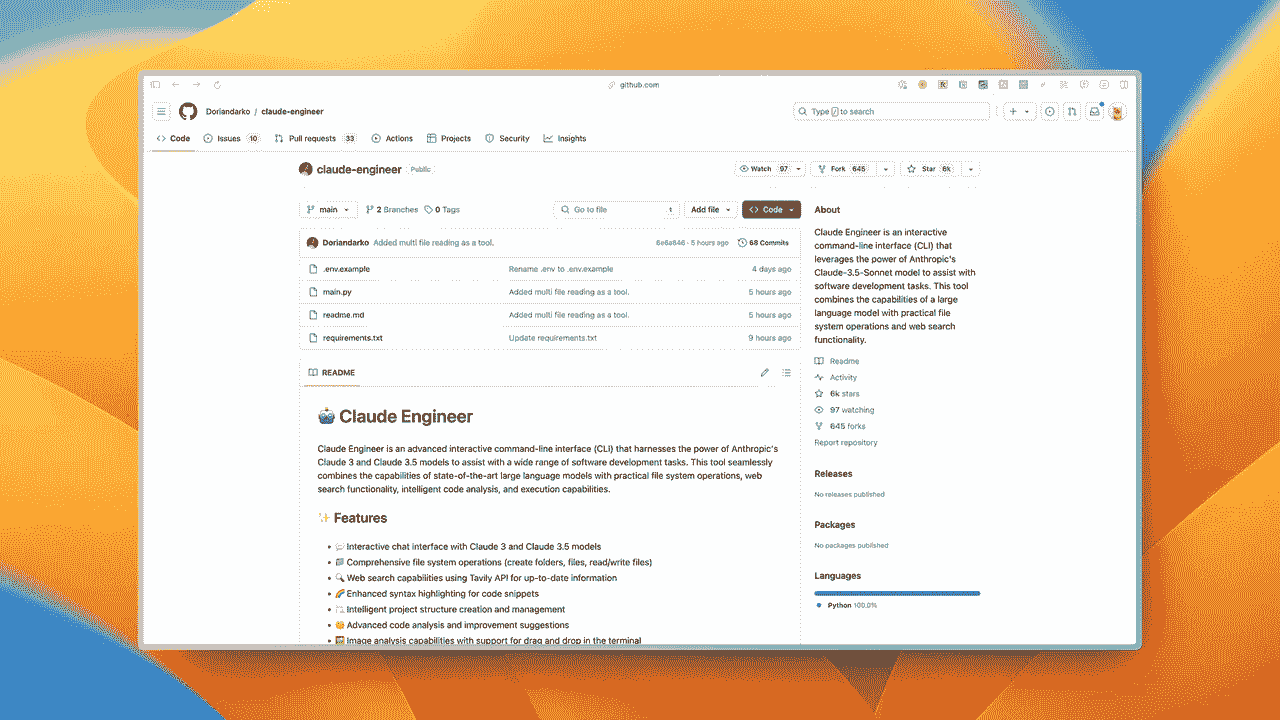 github.com
Doriandarko / claude-engineer
Type / to search
Code
Issues 10
Pull requests 33
Actions
Projects
Security
Insights
claude-engineer Public
Watch 97
Fork 645
Star 6k
main
2 Branches
0 Tags
Go to file
t
Add file
Code
Doriandarko Added multi file reading as a tool.
6e6a846 · 5 hours ago
68 Commits
.env.example Rename .env to .env.example 4 days ago
main.py Added multi file reading as a tool. 5 hours ago
readme.md Added multi file reading as a tool. 5 hours ago
requirements.txt Update requirements.txt 9 hours ago
README
🤖 Claude Engineer
Claude Engineer is an advanced interactive command-line interface (CLI) that harnesses the power of Anthropic's
Claude 3 and Claude 3.5 models to assist with a wide range of software development tasks. This tool seamlessly
combines the capabilities of state-of-the-art large language models with practical file system operations, web
search functionality, intelligent code analysis, and execution capabilities.
✨ Features
• 💬 Interactive chat interface with Claude 3 and Claude 3.5 models
• 📁 Comprehensive file system operations (create folders, files, read/write files)
• 🔍 Web search capabilities using Tavily API for up-to-date information
• 🌈 Enhanced syntax highlighting for code snippets
• 🏗️ Intelligent project structure creation and management
• 🧐 Advanced code analysis and improvement suggestions
• 🖼️ Image analysis capabilities with support for drag and drop in the terminal
About
Claude Engineer is an interactive
command-line interface (CLI) that
leverages the power of Anthropic's
Claude-3.5-Sonnet model to assist with
software development tasks. This tool
combines the capabilities of a large
language model with practical file
system operations and web search
functionality.
Readme
Activity
6k stars
97 watching
645 forks
Report repository
Releases
No releases published
Packages
No packages published
Languages
Python 100.0%